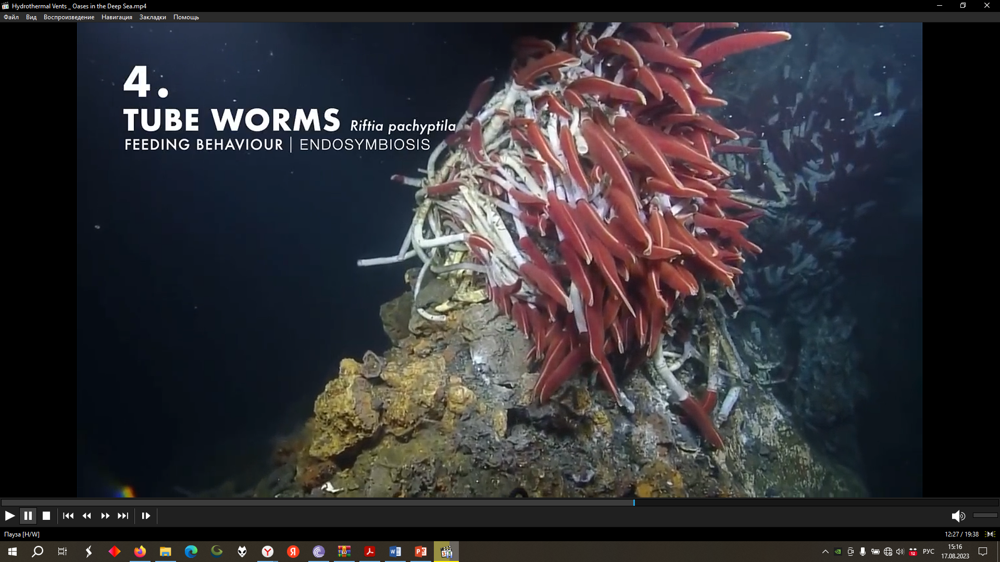 Hydrothermal Vents _ Oases in the Deep Sea.mp4
Файл Вид Воспроизведение Навигация Закладки Помощь
4.
TUBE WORMS Riftia pachyptila
FEEDING BEHAVIOUR | ENDOSYMBIOSIS
Пауза [H/W]
12:27 / 19:38
РУС
15:16
17.08.2023
12